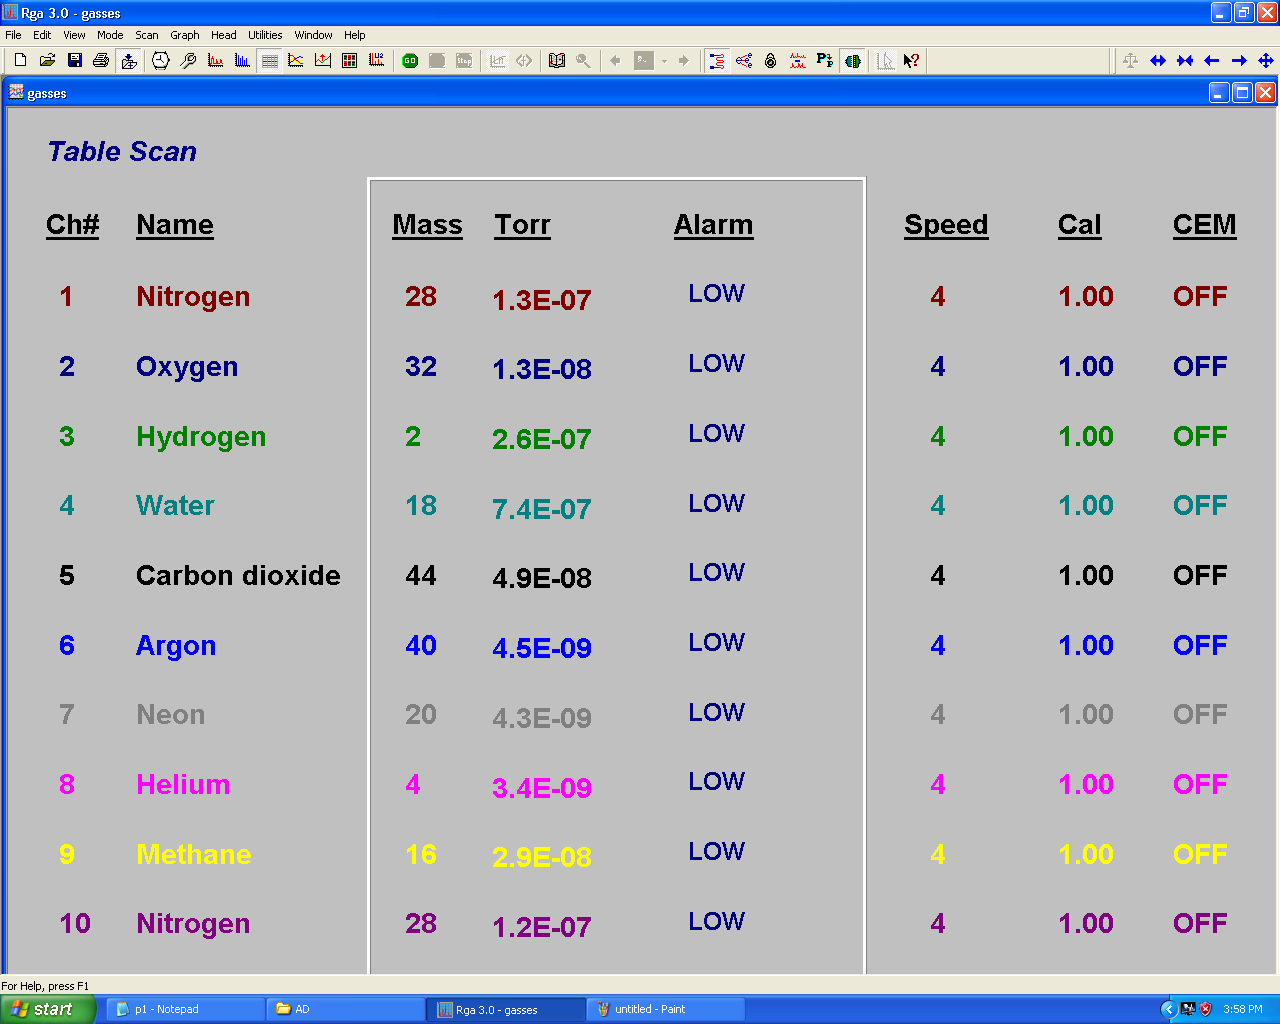 Rga 3.0 - gasses
File Edit View Mode Scan Graph Head Utilities Window Help
GO Stop
gasses
Table Scan
Ch# Name Mass Torr Alarm Speed Cal CEM
1 Nitrogen 28 1.3E-07 LOW 4 1.00 OFF
2 Oxygen 32 1.3E-08 LOW 4 1.00 OFF
3 Hydrogen 2 2.6E-07 LOW 4 1.00 OFF
4 Water 18 7.4E-07 LOW 4 1.00 OFF
5 Carbon dioxide 44 4.9E-08 LOW 4 1.00 OFF
6 Argon 40 4.5E-09 LOW 4 1.00 OFF
7 Neon 20 4.3E-09 LOW 4 1.00 OFF
8 Helium 4 3.4E-09 LOW 4 1.00 OFF
9 Methane 16 2.9E-08 LOW 4 1.00 OFF
10 Nitrogen 28 1.2E-07 LOW 4 1.00 OFF
For Help, press F1
start p1 - Notepad AD Rga 3.0 - gasses untitled - Paint 3:58 PM